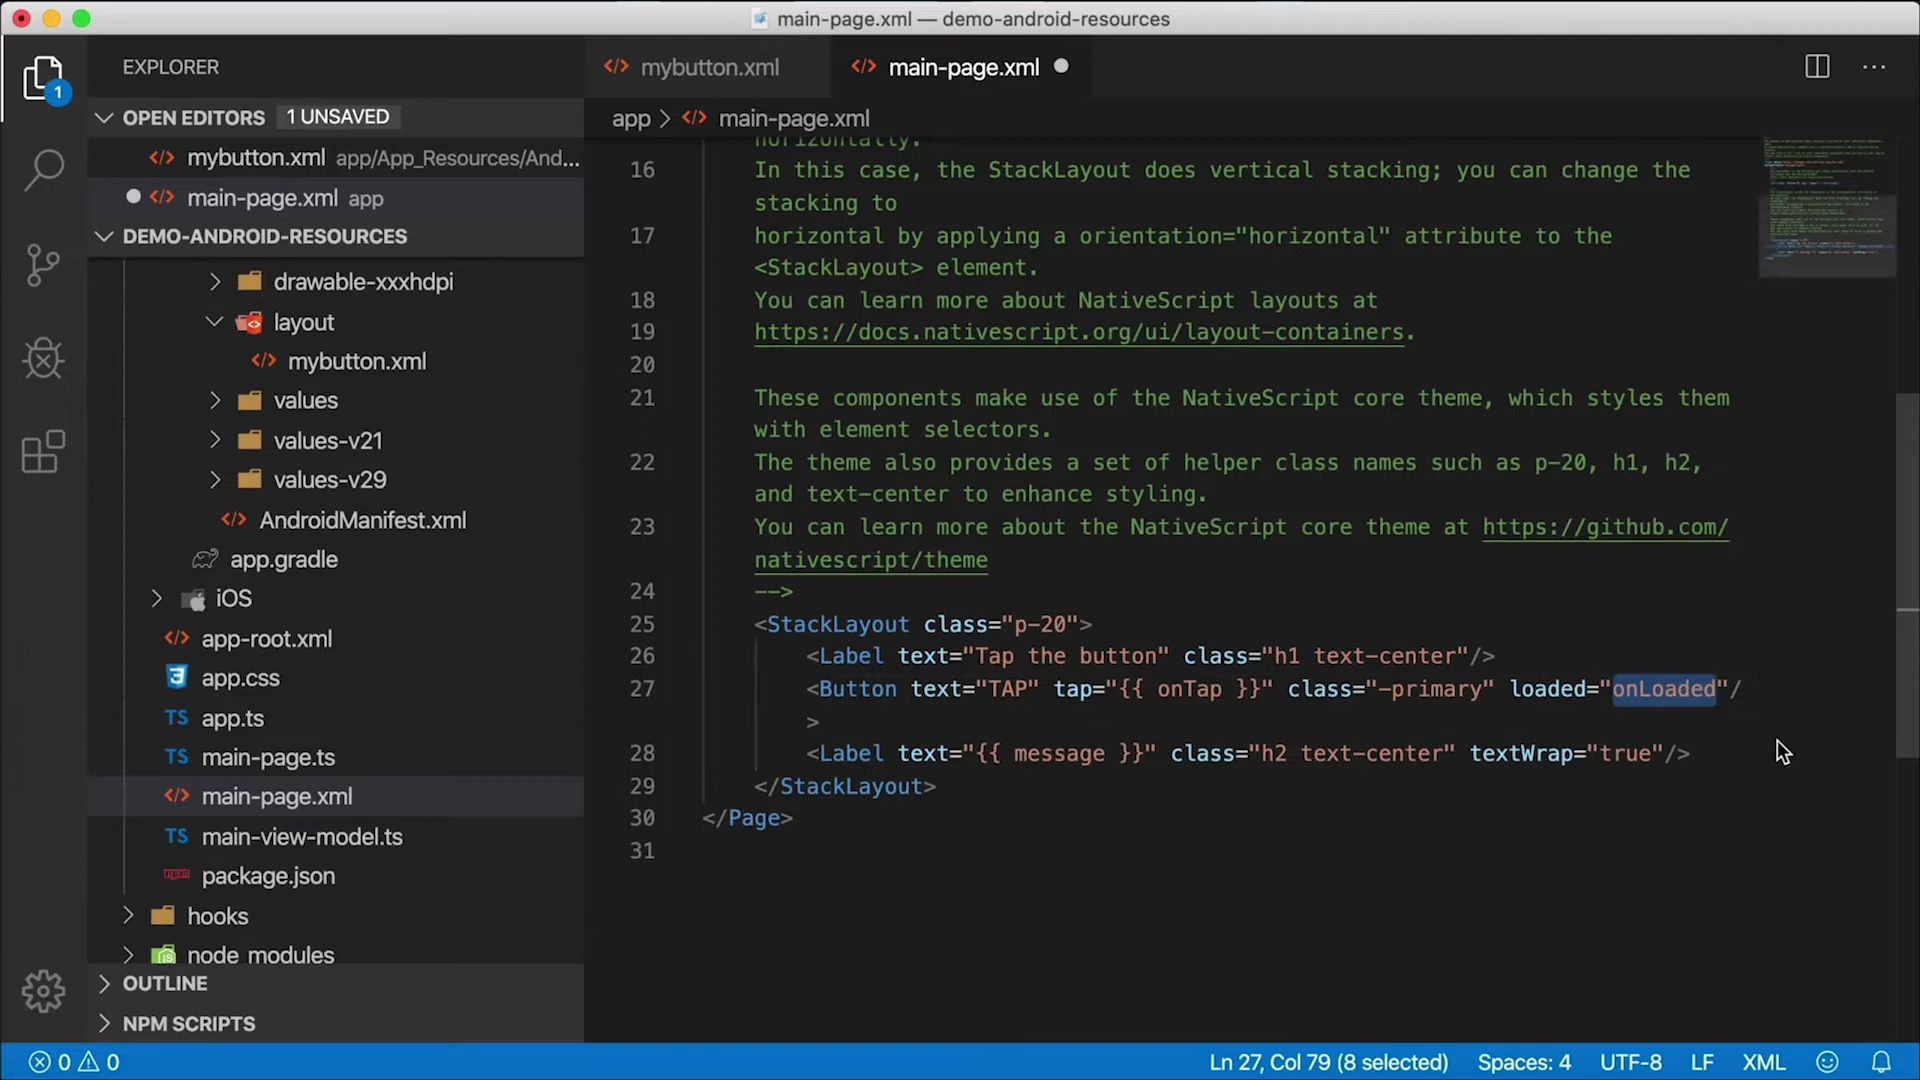 main-page.xml — demo-android-resources
EXPLORER
1
OPEN EDITORS 1 UNSAVED
mybutton.xml app/App_Resources/And...
main-page.xml app
DEMO-ANDROID-RESOURCES
drawable-xxxhdpi
layout
mybutton.xml
values
values-v21
values-v29
AndroidManifest.xml
app.gradle
iOS
app-root.xml
app.css
TS app.ts
TS main-page.ts
main-page.xml
TS main-view-model.ts
package.json
hooks
node_modules
OUTLINE
NPM SCRIPTS
mybutton.xml main-page.xml
app > main-page.xml
horizontally.
16 In this case, the StackLayout does vertical stacking; you can change the
stacking to
17 horizontal by applying a orientation="horizontal" attribute to the
<StackLayout> element.
18 You can learn more about NativeScript layouts at
19 https://docs.nativescript.org/ui/layout-containers.
20
21 These components make use of the NativeScript core theme, which styles them
with element selectors.
22 The theme also provides a set of helper class names such as p-20, h1, h2,
and text-center to enhance styling.
23 You can learn more about the NativeScript core theme at https://github.com/
nativescript/theme
24 -->
25 <StackLayout class="p-20">
26 <Label text="Tap the button" class="h1 text-center"/>
27 <Button text="TAP" tap="{{ onTap }}" class="-primary" loaded="onLoaded"/
>
28 <Label text="{{ message }}" class="h2 text-center" textWrap="true"/>
29 </StackLayout>
30 </Page>
31
0 0
Ln 27, Col 79 (8 selected) Spaces: 4 UTF-8 LF XML